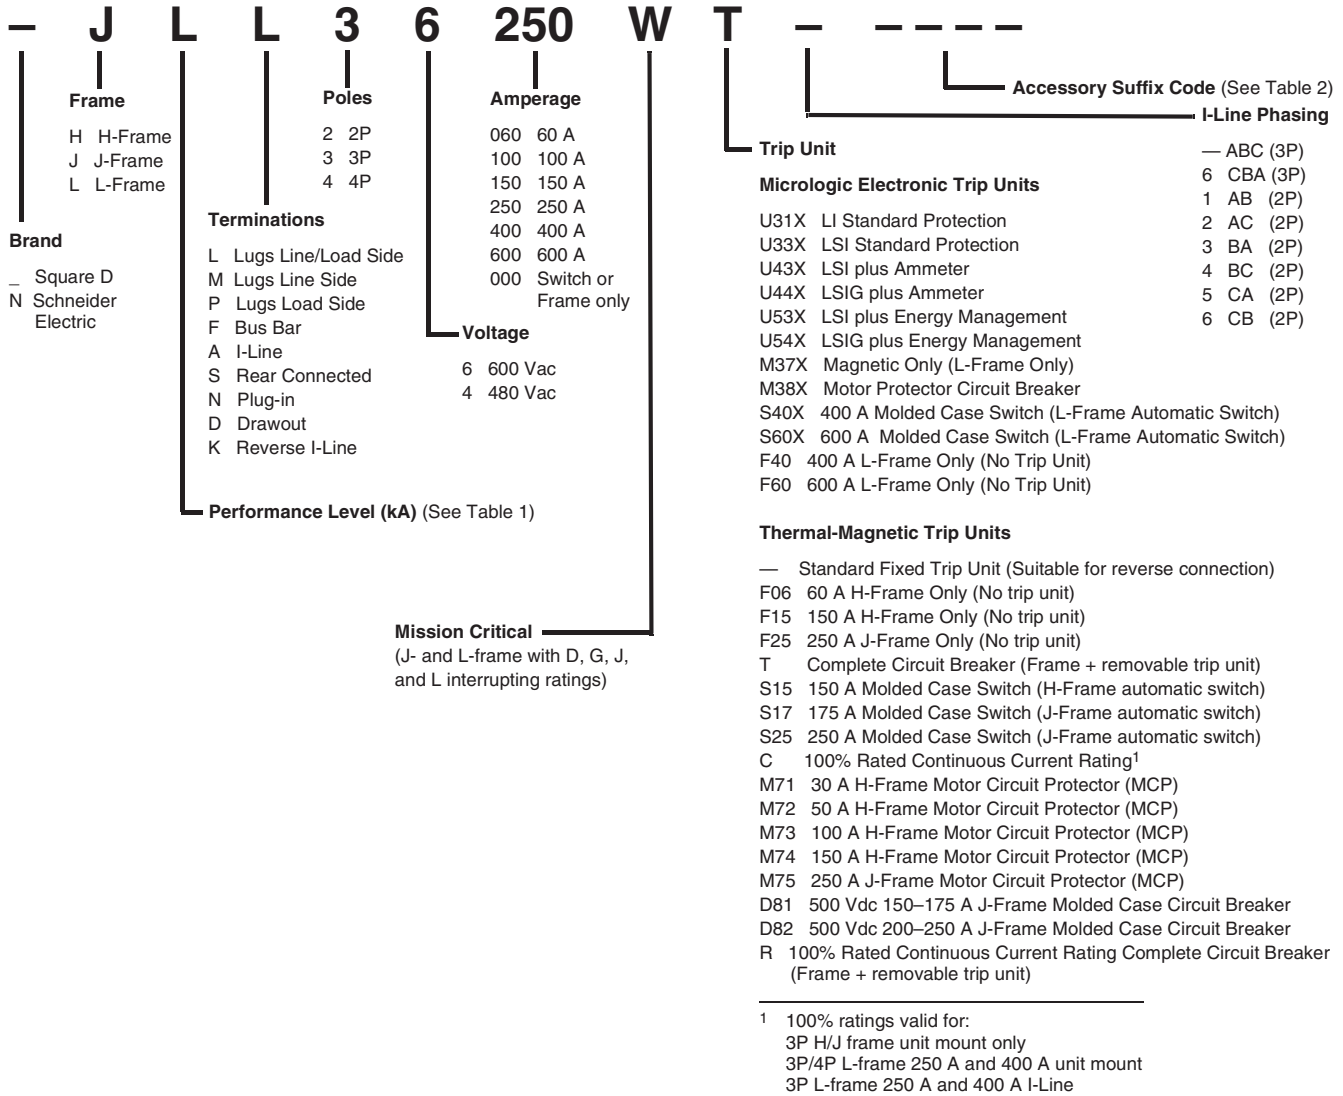 – J L L 3 6 250 W T – – – – –
Accessory Suffix Code (See Table 2)
I-Line Phasing
— ABC (3P)
6 CBA (3P)
1 AB (2P)
2 AC (2P)
3 BA (2P)
4 BC (2P)
5 CA (2P)
6 CB (2P)
Frame
H H-Frame
J J-Frame
L L-Frame
Poles
2 2P
3 3P
4 4P
Amperage
060 60 A
100 100 A
150 150 A
250 250 A
400 400 A
600 600 A
000 Switch or
Frame only
Brand
_ Square D
N Schneider
Electric
Terminations
L Lugs Line/Load Side
M Lugs Line Side
P Lugs Load Side
F Bus Bar
A I-Line
S Rear Connected
N Plug-in
D Drawout
K Reverse I-Line
Voltage
6 600 Vac
4 480 Vac
Performance Level (kA) (See Table 1)
Mission Critical
(J- and L-frame with D, G, J,
and L interrupting ratings)
Trip Unit
Micrologic Electronic Trip Units
U31X LI Standard Protection
U33X LSI Standard Protection
U43X LSI plus Ammeter
U44X LSIG plus Ammeter
U53X LSI plus Energy Management
U54X LSIG plus Energy Management
M37X Magnetic Only (L-Frame Only)
M38X Motor Protector Circuit Breaker
S40X 400 A Molded Case Switch (L-Frame Automatic Switch)
S60X 600 A Molded Case Switch (L-Frame Automatic Switch)
F40 400 A L-Frame Only (No Trip Unit)
F60 600 A L-Frame Only (No Trip Unit)
Thermal-Magnetic Trip Units
— Standard Fixed Trip Unit (Suitable for reverse connection)
F06 60 A H-Frame Only (No trip unit)
F15 150 A H-Frame Only (No trip unit)
F25 250 A J-Frame Only (No trip unit)
T Complete Circuit Breaker (Frame + removable trip unit)
S15 150 A Molded Case Switch (H-Frame automatic switch)
S17 175 A Molded Case Switch (J-Frame automatic switch)
S25 250 A Molded Case Switch (J-Frame automatic switch)
C 100% Rated Continuous Current Rating1
M71 30 A H-Frame Motor Circuit Protector (MCP)
M72 50 A H-Frame Motor Circuit Protector (MCP)
M73 100 A H-Frame Motor Circuit Protector (MCP)
M74 150 A H-Frame Motor Circuit Protector (MCP)
M75 250 A J-Frame Motor Circuit Protector (MCP)
D81 500 Vdc 150–175 A J-Frame Molded Case Circuit Breaker
D82 500 Vdc 200–250 A J-Frame Molded Case Circuit Breaker
R 100% Rated Continuous Current Rating Complete Circuit Breaker
(Frame + removable trip unit)
1 100% ratings valid for:
3P H/J frame unit mount only
3P/4P L-frame 250 A and 400 A unit mount
3P L-frame 250 A and 400 A I-Line